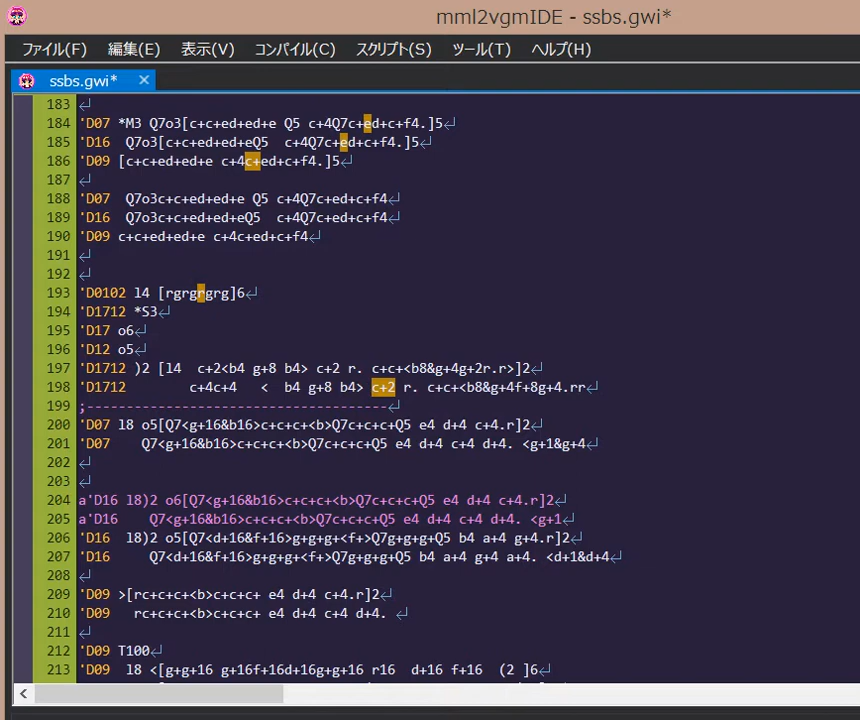 mml2vgmIDE - ssbs.gwi*
ファイル(F) 編集(E) 表示(V) コンパイル(C) スクリプト(S) ツール(T) ヘルプ(H)
ssbs.gwi* ×
183 ↵
184 'D07 *M3 Q7o3[c+c+ed+ed+e Q5 c+4Q7c+ed+c+f4.]5↵
185 'D16 Q7o3[c+c+ed+ed+eQ5 c+4Q7c+ed+c+f4.]5↵
186 'D09 [c+c+ed+ed+e c+4c+ed+c+f4.]5↵
187 ↵
188 'D07 Q7o3c+c+ed+ed+e Q5 c+4Q7c+ed+c+f4↵
189 'D16 Q7o3c+c+ed+ed+eQ5 c+4Q7c+ed+c+f4↵
190 'D09 c+c+ed+ed+e c+4c+ed+c+f4↵
191 ↵
192 ↵
193 'D0102 l4 [rgrgrgrg]6↵
194 'D1712 *S3↵
195 'D17 o6↵
196 'D12 o5↵
197 'D1712 )2 [l4 c+2<b4 g+8 b4> c+2 r. c+c+<b8&g+4g+2r.r>]2↵
198 'D1712 c+4c+4 < b4 g+8 b4> c+2 r. c+c+<b8&g+4f+8g+4.rr↵
199 ;--------------------------------------↵
200 'D07 l8 o5[Q7<g+16&b16>c+c+c+<b>Q7c+c+c+Q5 e4 d+4 c+4.r]2↵
201 'D07 Q7<g+16&b16>c+c+c+<b>Q7c+c+c+Q5 e4 d+4 c+4 d+4. <g+1&g+4↵
202 ↵
203 ↵
204 a'D16 l8)2 o6[Q7<g+16&b16>c+c+c+<b>Q7c+c+c+Q5 e4 d+4 c+4.r]2↵
205 a'D16 Q7<g+16&b16>c+c+c+<b>Q7c+c+c+Q5 e4 d+4 c+4 d+4. <g+1↵
206 'D16 l8)2 o5[Q7<d+16&f+16>g+g+g+<f+>Q7g+g+g+Q5 b4 a+4 g+4.r]2↵
207 'D16 Q7<d+16&f+16>g+g+g+<f+>Q7g+g+g+Q5 b4 a+4 g+4 a+4. <d+1&d+4↵
208 ↵
209 'D09 >[rc+c+c+<b>c+c+c+ e4 d+4 c+4.r]2↵
210 'D09 rc+c+c+<b>c+c+c+ e4 d+4 c+4 d+4. ↵
211 ↵
212 'D09 T100↵
213 'D09 l8 <[g+g+16 g+16f+16d+16g+g+16 r16 d+16 f+16 (2 ]6↵